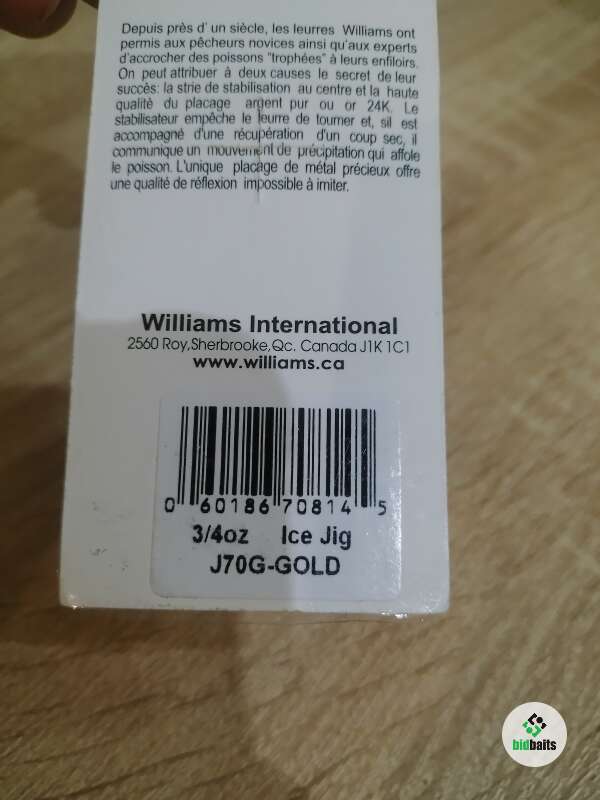 Depuis près d' un siècle, les leurres Williams ont
permis aux pêcheurs novices ainsi qu'aux experts
d'accrocher des poissons "trophées" à leurs enfiloirs.
On peut attribuer à deux causes le secret de leur
succès: la strie de stabilisation au centre et la haute
qualité du placage argent pur ou or 24K. Le
stabilisateur empêche le leurre de tourner et, sil est
accompagné d'une récupération d'un coup sec, il
communique un mouvement de précipitation qui affole
le poisson. L'unique placage de métal précieux offre
une qualité de réflexion impossible à imiter.
Williams International
2560 Roy,Sherbrooke,Qc. Canada J1K 1C1
www.williams.ca
0 60186 70814 5
3/4oz Ice Jig
J70G-GOLD
bidbaits